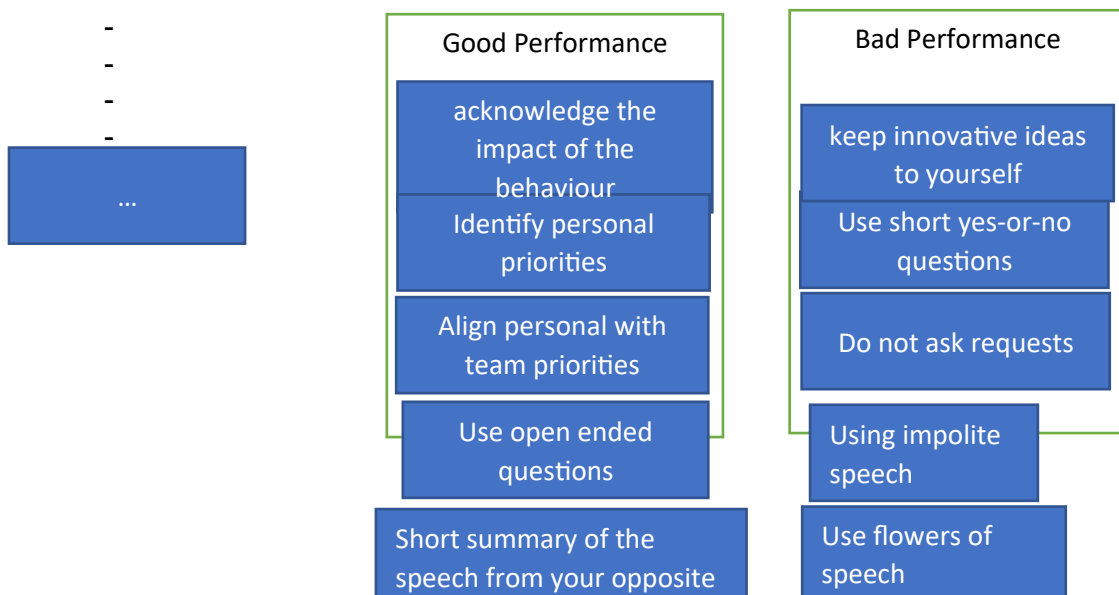 -
-
-
-
...
Good Performance
acknowledge the
impact of the
behaviour
Identify personal
priorities
Align personal with
team priorities
Use open ended
questions
Short summary of the
speech from your opposite
Bad Performance
keep innovative ideas
to yourself
Use short yes-or-no
questions
Do not ask requests
Using impolite
speech
Use flowers of
speech